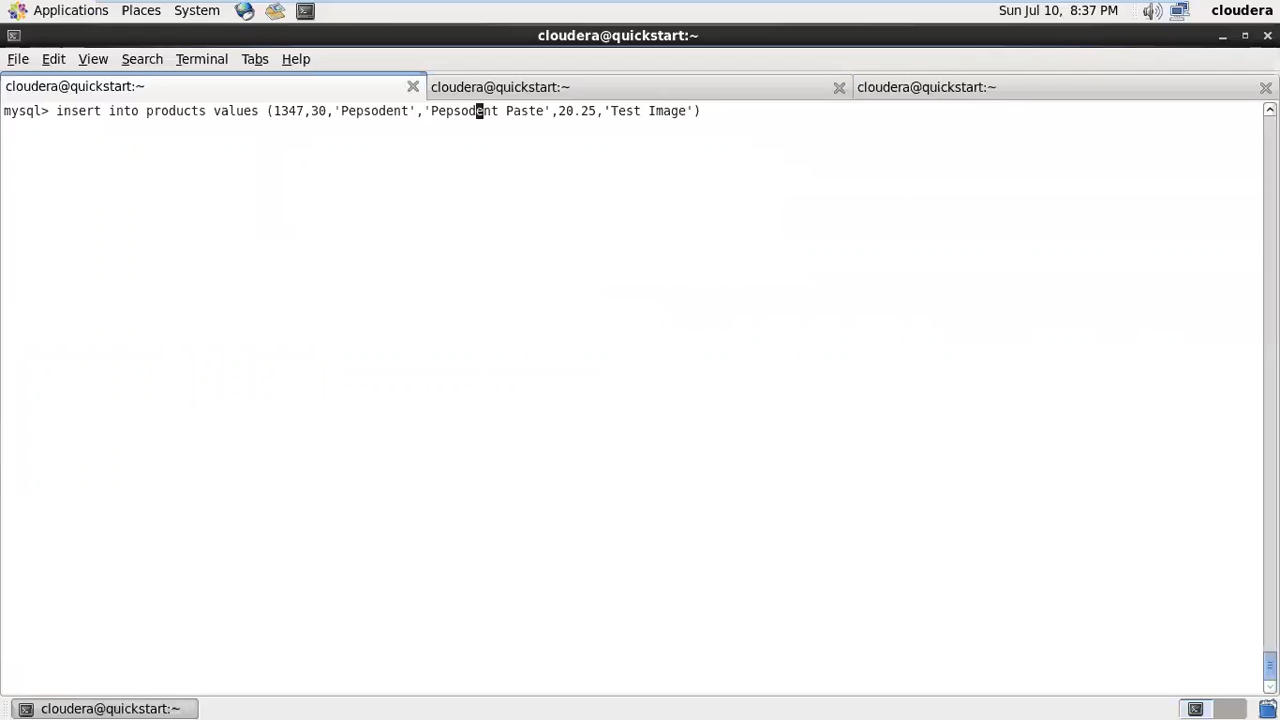 Applications Places System Sun Jul 10, 8:37 PM cloudera
cloudera@quickstart:~
File Edit View Search Terminal Tabs Help
cloudera@quickstart:~ cloudera@quickstart:~ cloudera@quickstart:~
mysql> insert into products values (1347,30,'Pepsodent','Pepsodent Paste',20.25,'Test Image')
cloudera@quickstart:~